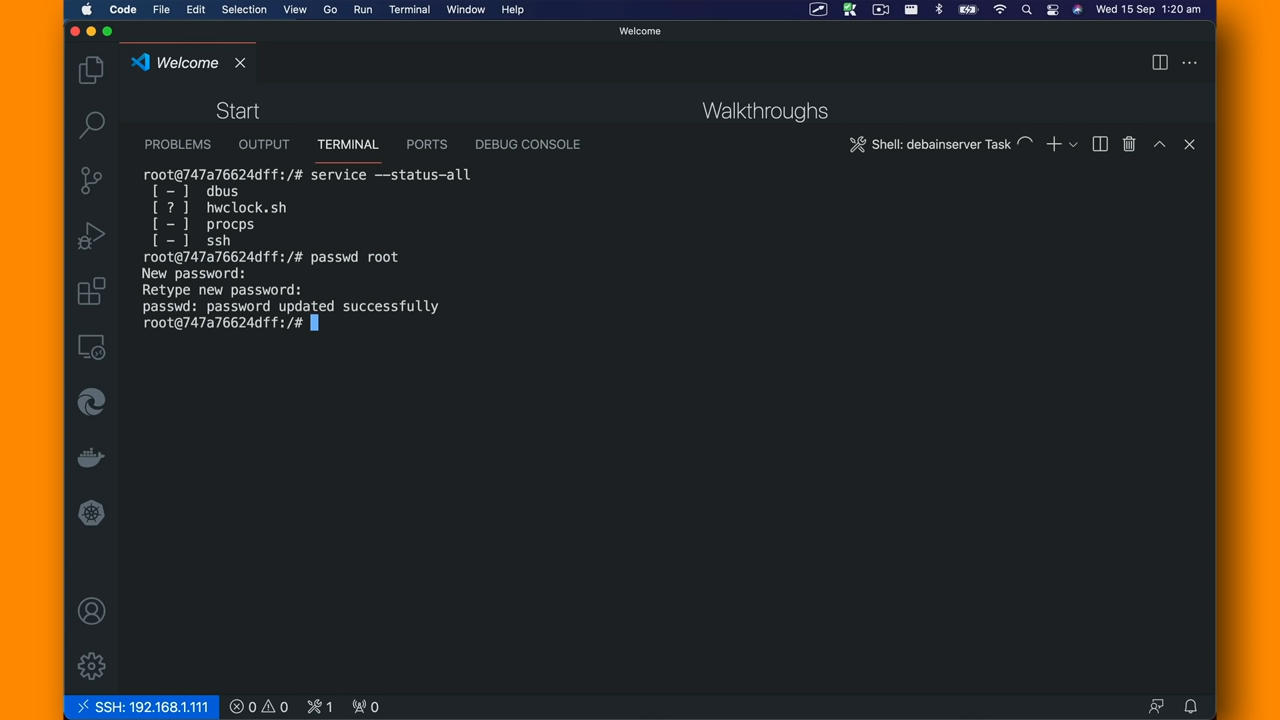 Code File Edit Selection View Go Run Terminal Window Help Wed 15 Sep 1:20 am
Welcome
Welcome
Start Walkthroughs
PROBLEMS OUTPUT TERMINAL PORTS DEBUG CONSOLE Shell: debainserver Task
root@747a76624dff:/# service --status-all
[ - ] dbus
[ ? ] hwclock.sh
[ - ] procps
[ - ] ssh
root@747a76624dff:/# passwd root
New password:
Retype new password:
passwd: password updated successfully
root@747a76624dff:/#
SSH: 192.168.1.111 0 0 1 0